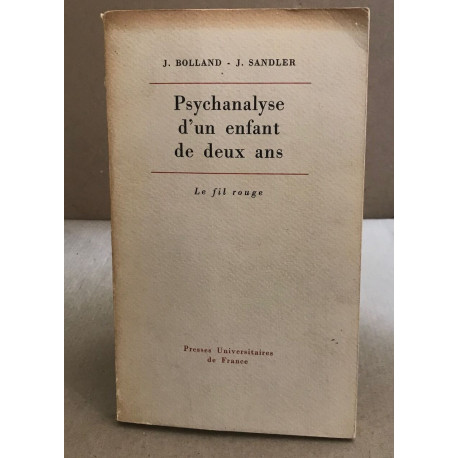 J. BOLLAND - J. SANDLER
Psychanalyse
d'un enfant
de deux ans
Le fil rouge
Presses Universitaires
de France